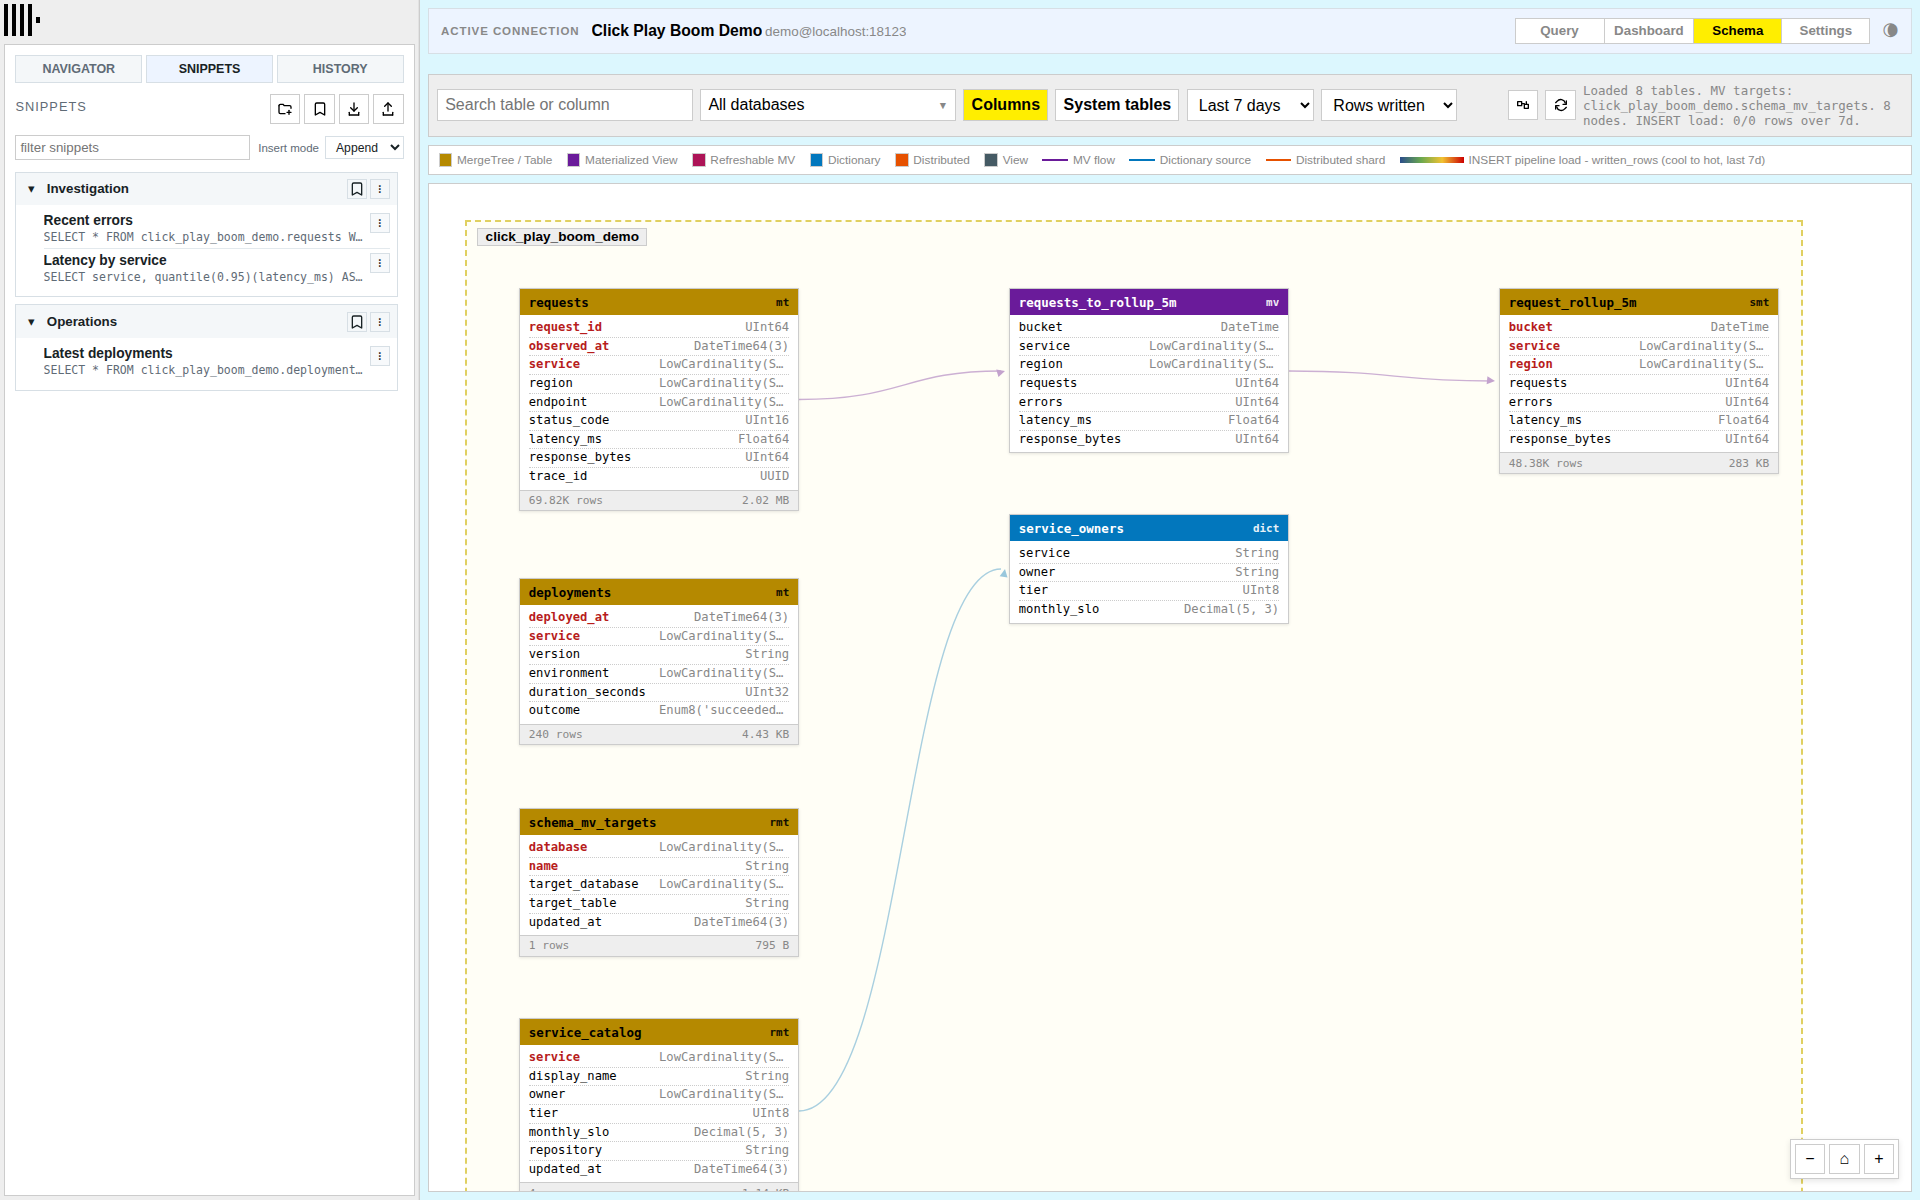 NAVIGATOR
SNIPPETS
HISTORY
SNIPPETS
filter snippets
Insert mode
Append
▾ Investigation
Recent errors
SELECT * FROM click_play_boom_demo.requests W…
Latency by service
SELECT service, quantile(0.95)(latency_ms) AS…
▾ Operations
Latest deployments
SELECT * FROM click_play_boom_demo.deployment…
ACTIVE CONNECTION Click Play Boom Demo demo@localhost:18123
Query
Dashboard
Schema
Settings
Search table or column
All databases
Columns
System tables
Last 7 days
Rows written
Loaded 8 tables. MV targets:
click_play_boom_demo.schema_mv_targets. 8
nodes. INSERT load: 0/0 rows over 7d.
MergeTree / Table
Materialized View
Refreshable MV
Dictionary
Distributed
View
MV flow
Dictionary source
Distributed shard
INSERT pipeline load - written_rows (cool to hot, last 7d)
click_play_boom_demo
requests mt
request_id UInt64
observed_at DateTime64(3)
service LowCardinality(S…
region LowCardinality(S…
endpoint LowCardinality(S…
status_code UInt16
latency_ms Float64
response_bytes UInt64
trace_id UUID
69.82K rows 2.02 MB
requests_to_rollup_5m mv
bucket DateTime
service LowCardinality(S…
region LowCardinality(S…
requests UInt64
errors UInt64
latency_ms Float64
response_bytes UInt64
request_rollup_5m smt
bucket DateTime
service LowCardinality(S…
region LowCardinality(S…
requests UInt64
errors UInt64
latency_ms Float64
response_bytes UInt64
48.38K rows 283 KB
service_owners dict
service String
owner String
tier UInt8
monthly_slo Decimal(5, 3)
deployments mt
deployed_at DateTime64(3)
service LowCardinality(S…
version String
environment LowCardinality(S…
duration_seconds UInt32
outcome Enum8('succeeded…
240 rows 4.43 KB
schema_mv_targets rmt
database LowCardinality(S…
name String
target_database LowCardinality(S…
target_table String
updated_at DateTime64(3)
1 rows 795 B
service_catalog rmt
service LowCardinality(S…
display_name String
owner LowCardinality(S…
tier UInt8
monthly_slo Decimal(5, 3)
repository String
updated_at DateTime64(3)
− ⌂ +